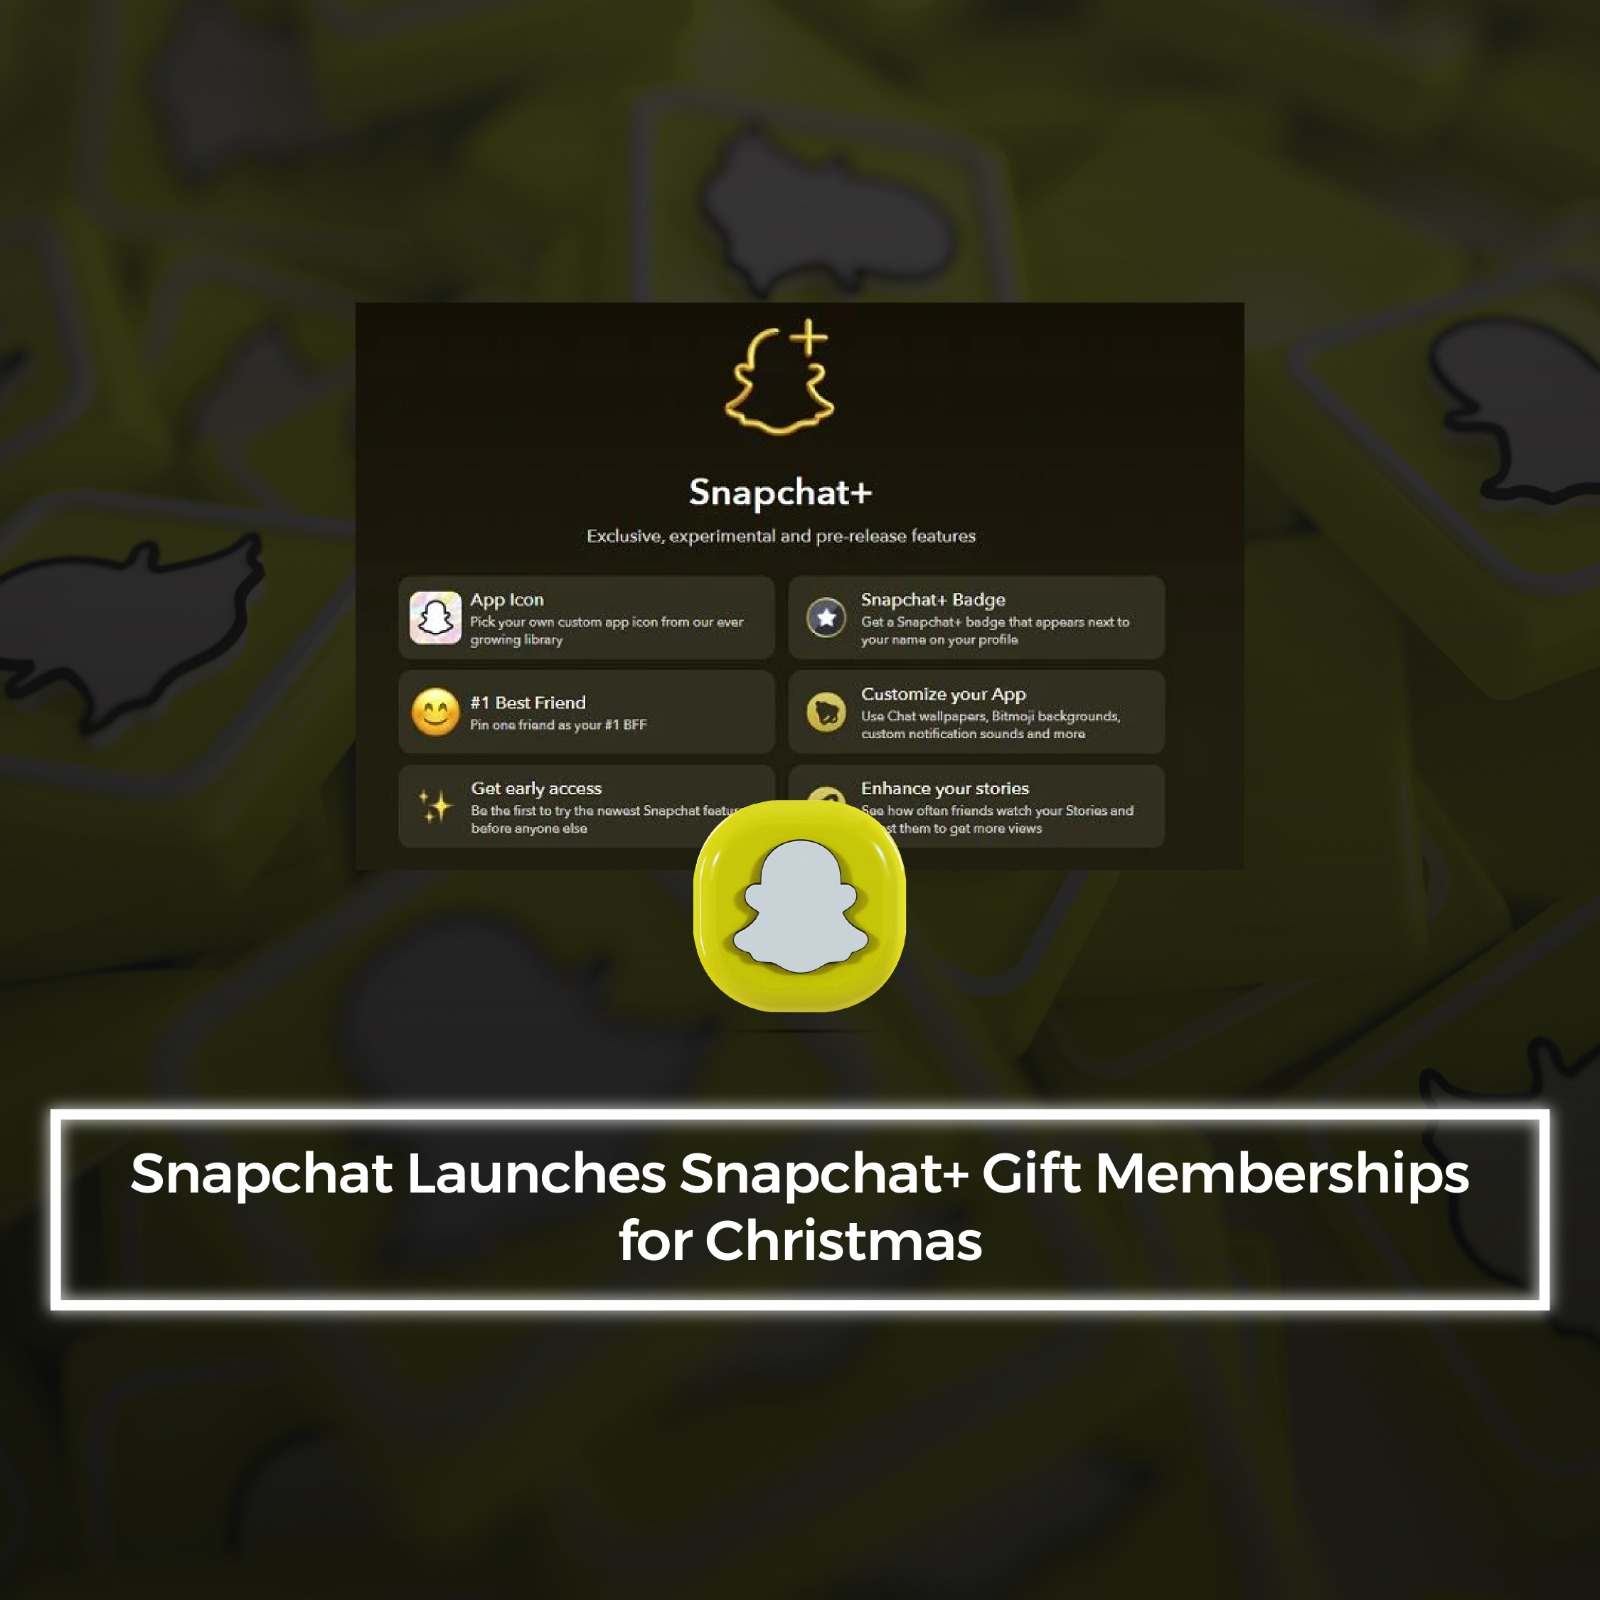 Snapchat+
Exclusive, experimental and pre-release features
App Icon
Pick your own custom app icon from our ever
growing library
Snapchat+ Badge
Get a Snapchat+ badge that appears next to
your name on your profile
#1 Best Friend
Pin one friend as your #1 BFF
Customize your App
Use Chat wallpapers, Bitmoji backgrounds,
custom notification sounds and more
Get early access
Be the first to try the newest Snapchat
before anyone else
Enhance your stories
See how often friends watch your Stories and
them to get more views
Snapchat Launches Snapchat+ Gift Memberships
for Christmas